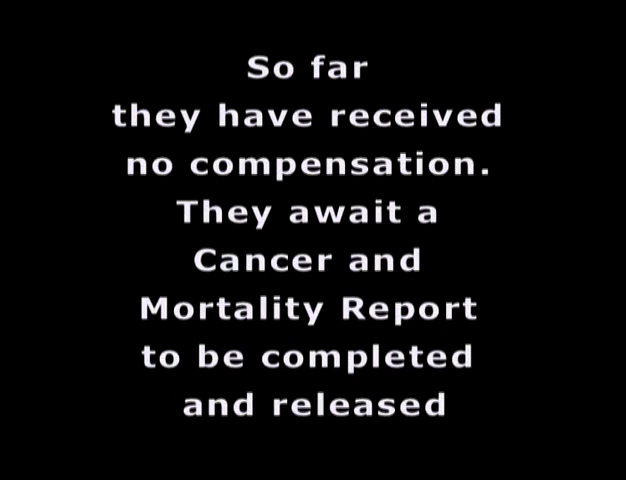 So far
they have received
no compensation.
They await a
Cancer and
Mortality Report
to be completed
and released